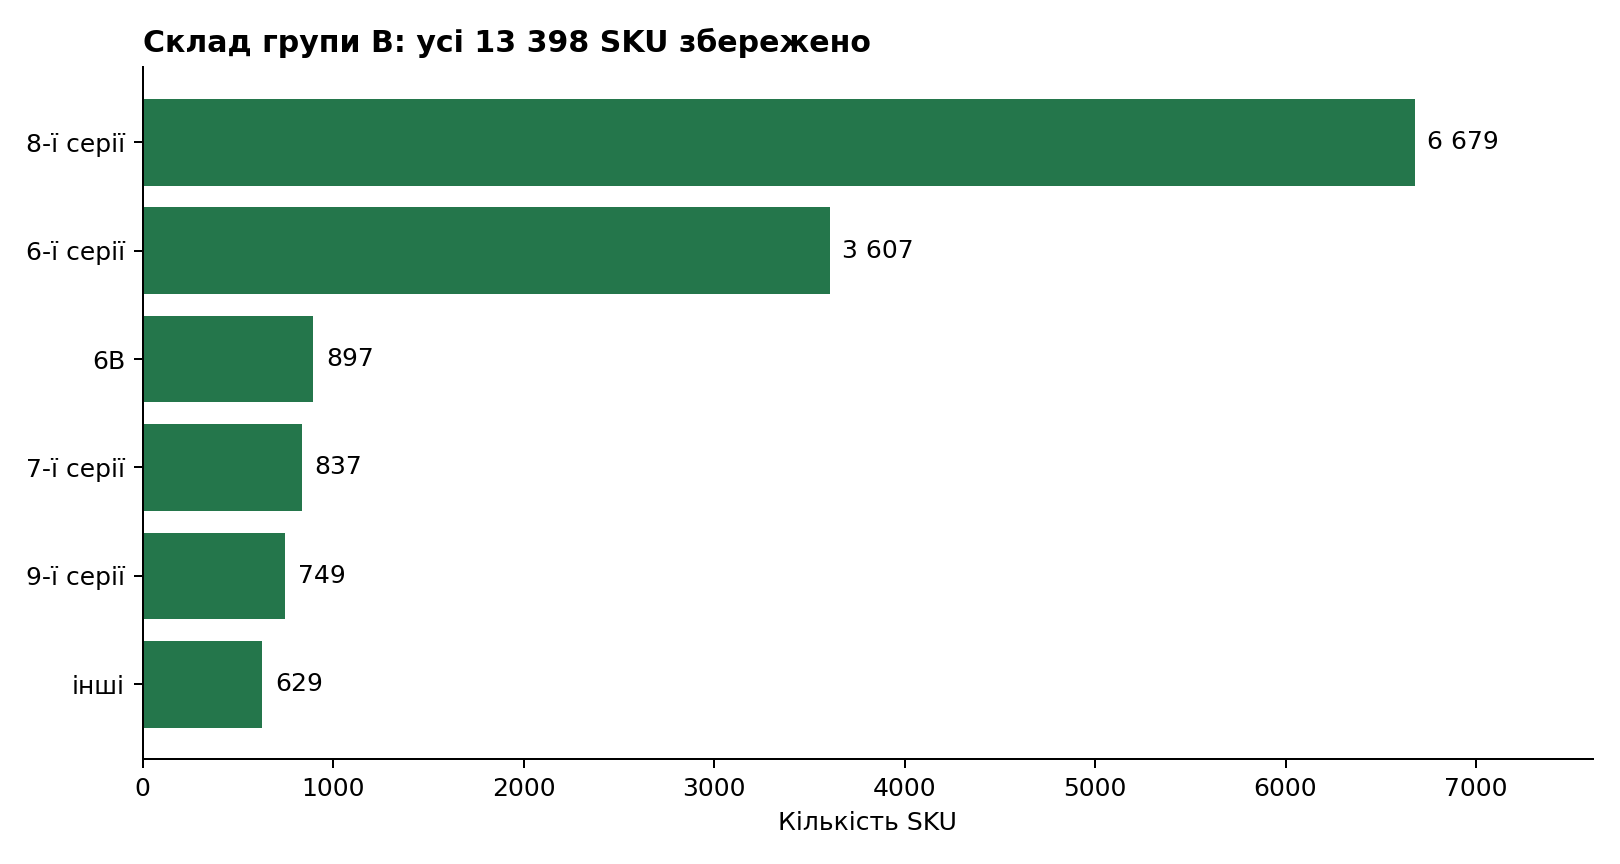 Склад групи B: усі 13 398 SKU збережено
8-ї серії 6 679
6-ї серії 3 607
6B 897
7-ї серії 837
9-ї серії 749
інші 629
0 1000 2000 3000 4000 5000 6000 7000
Кількість SKU